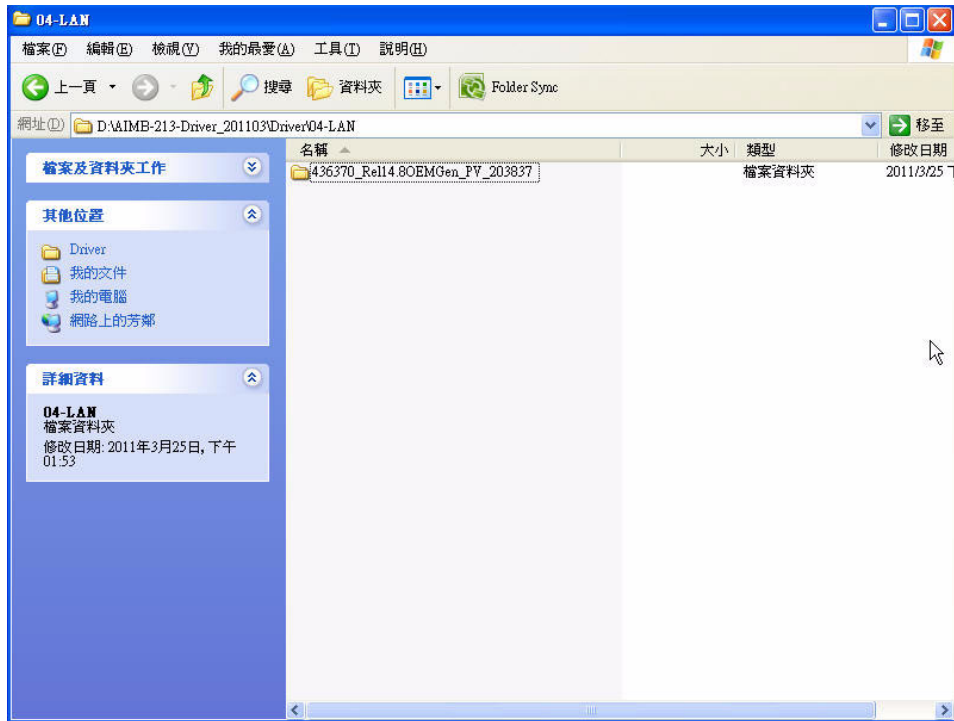 04-LAN
檔案(F) 編輯(E) 檢視(V) 我的最愛(A) 工具(T) 說明(H)
上一頁 搜尋 資料夾 Folder Sync
網址(D) D:\AIMB-213-Driver_201103\Driver\04-LAN 移至
名稱 大小 類型 修改日期
436370_Rel14.8OEMGen_PV_203837 檔案資料夾 2011/3/25 下
檔案及資料夾工作
其他位置
Driver
我的文件
我的電腦
網路上的芳鄰
詳細資料
04-LAN
檔案資料夾
修改日期: 2011年3月25日, 下午
01:53